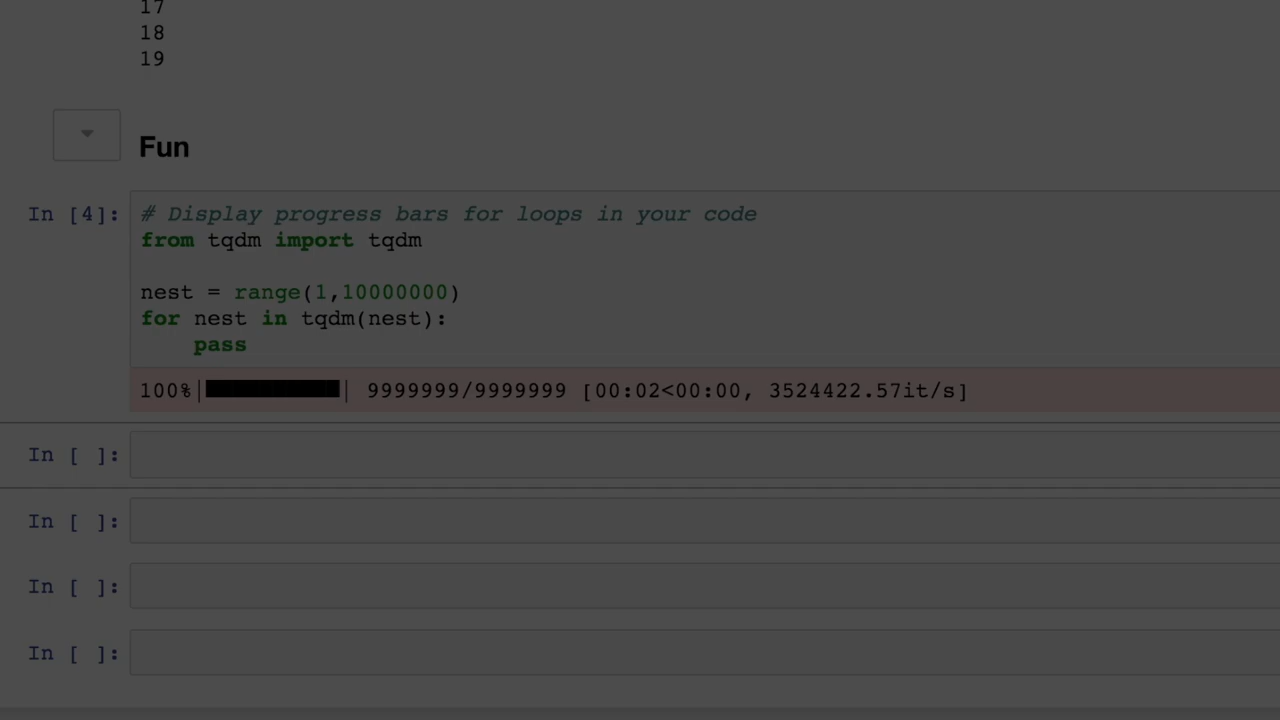 17
18
19
Fun
In [4]:
# Display progress bars for loops in your code
from tqdm import tqdm
nest = range(1,10000000)
for nest in tqdm(nest):
    pass
100%|██████████| 9999999/9999999 [00:02<00:00, 3524422.57it/s]
In [ ]:
In [ ]:
In [ ]:
In [ ]: